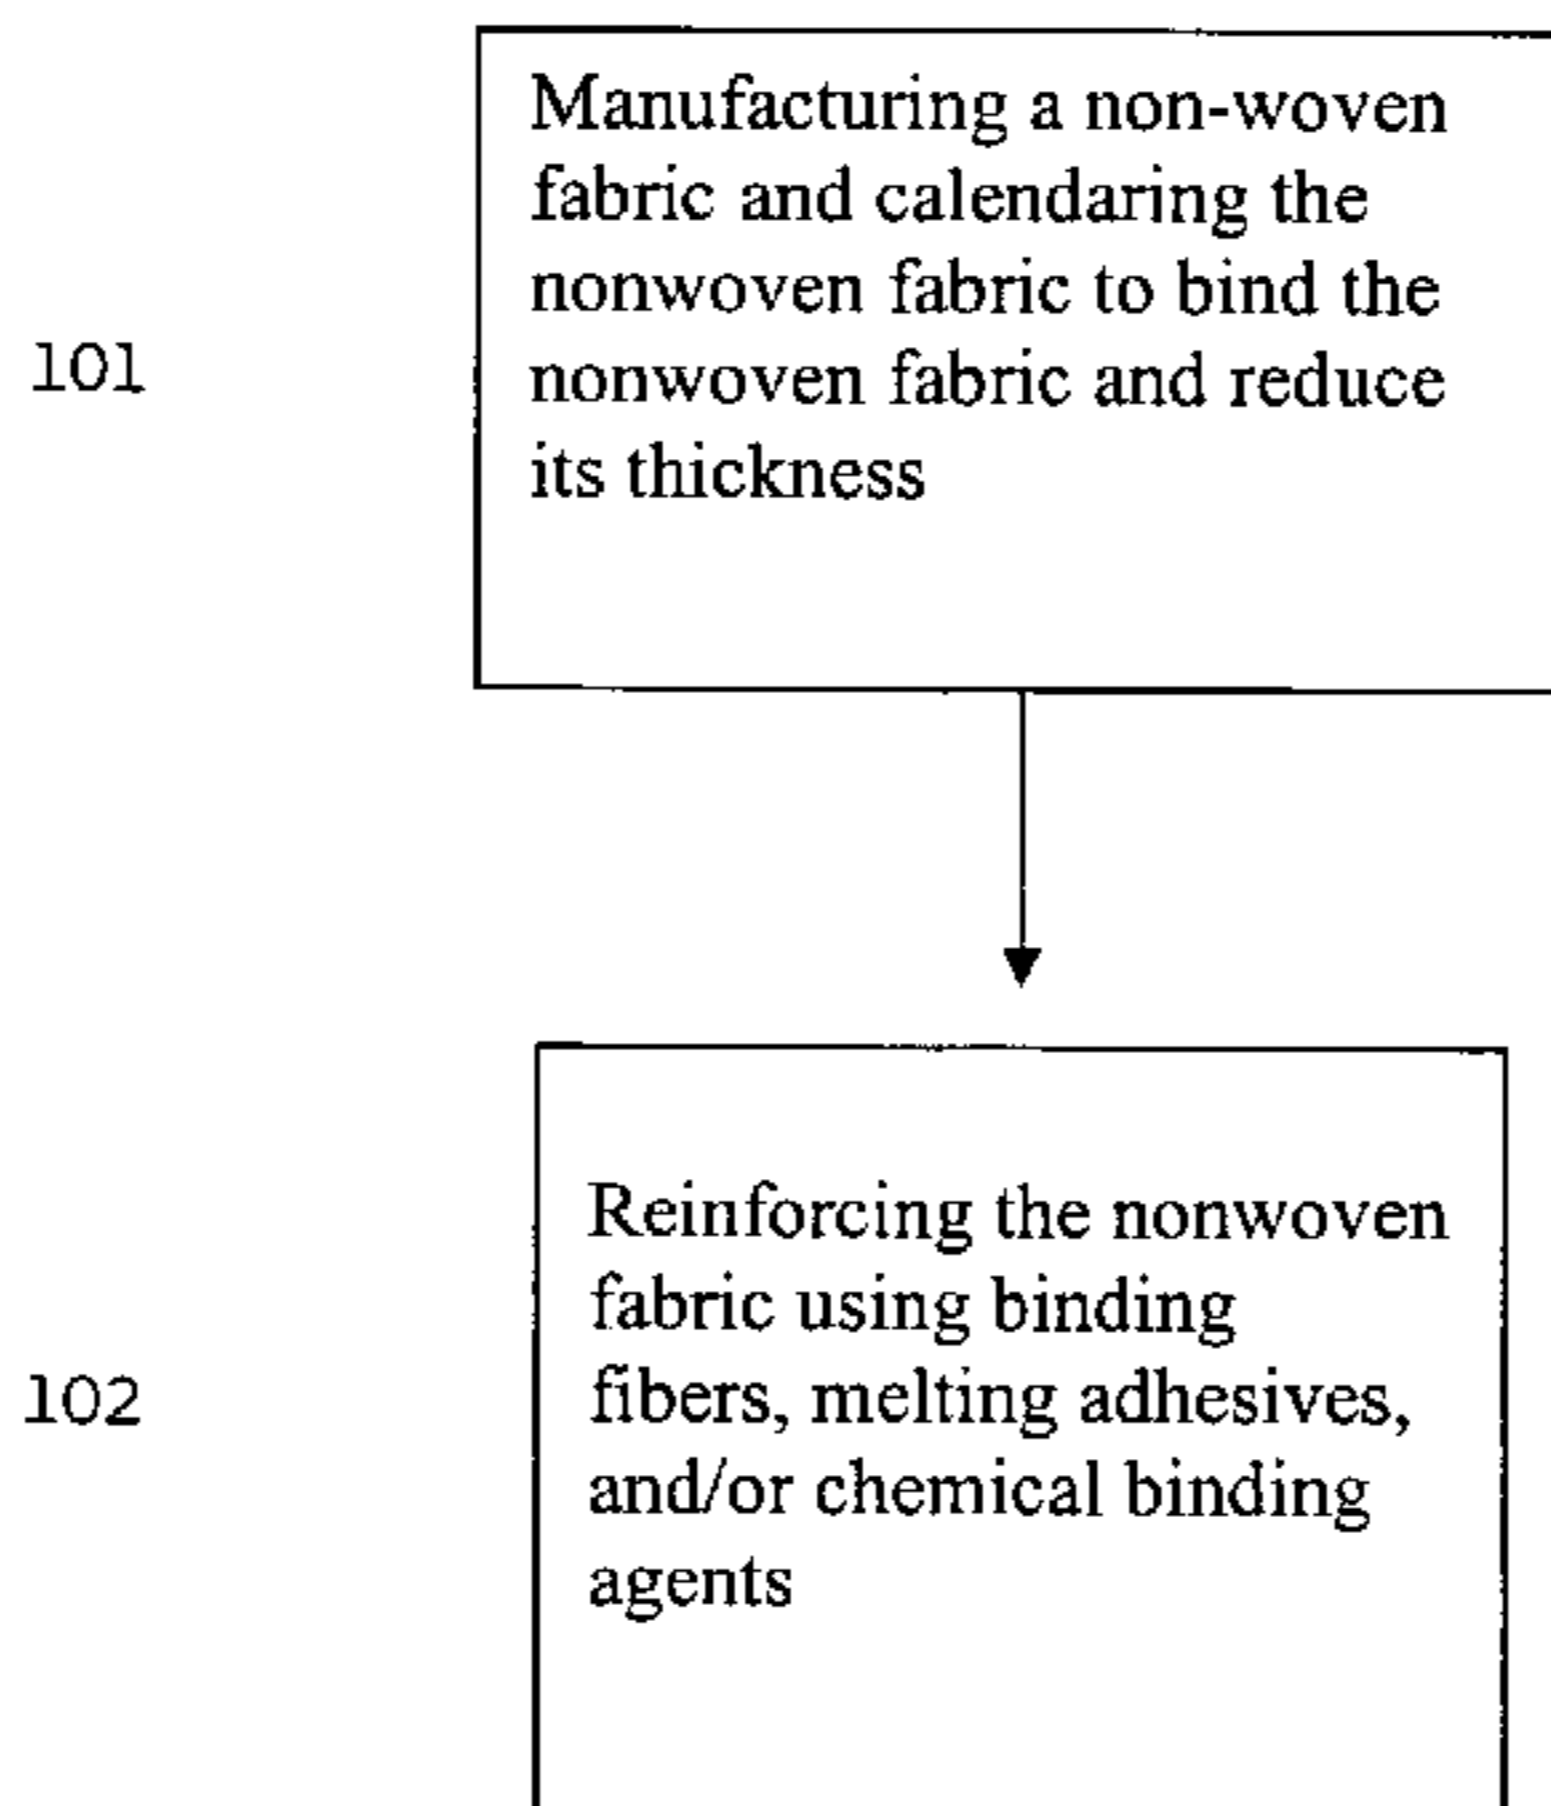 Manufacturing a non-woven
fabric and calendaring the
nonwoven fabric to bind the
nonwoven fabric and reduce
its thickness
101
Reinforcing the nonwoven
fabric using binding
fibers, melting adhesives,
and/or chemical binding
agents
102